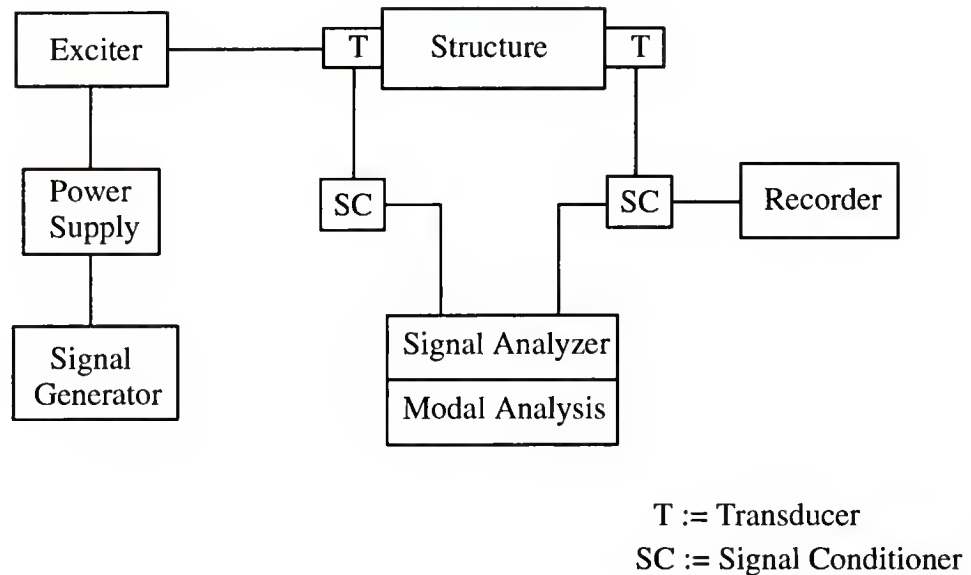 Exciter
T
Structure
T
Power
Supply
SC
SC
Recorder
Signal
Generator
Signal Analyzer
Modal Analysis
T := Transducer
SC := Signal Conditioner